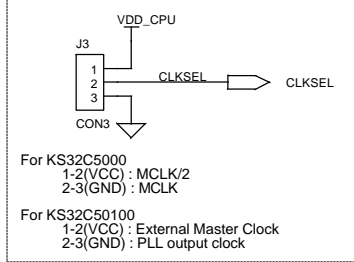 VDD_CPU
J3
1
2
3
CLKSEL
CLKSEL
CON3
For KS32C5000
1-2(VCC) : MCLK/2
2-3(GND) : MCLK
For KS32C50100
1-2(VCC) : External Master Clock
2-3(GND) : PLL output clock